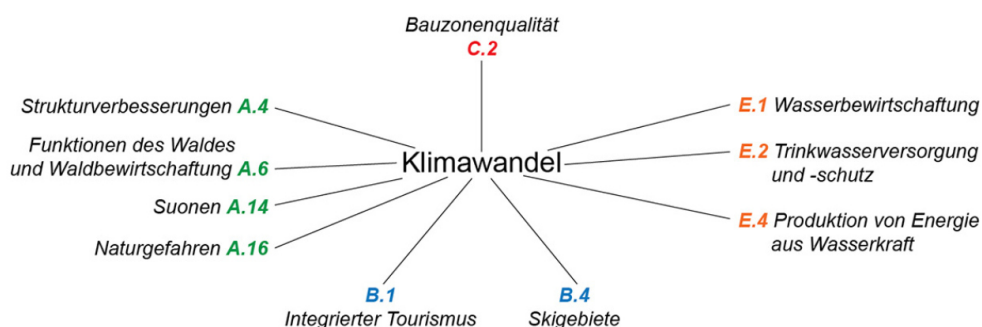 Bauzonenqualität
C.2
Strukturverbesserungen A.4
Funktionen des Waldes
und Waldbewirtschaftung A.6
Suonen A.14
Naturgefahren A.16
Klimawandel
E.1 Wasserbewirtschaftung
E.2 Trinkwasserversorgung
und -schutz
E.4 Produktion von Energie
aus Wasserkraft
B.1
Integrierter Tourismus
B.4
Skigebiete